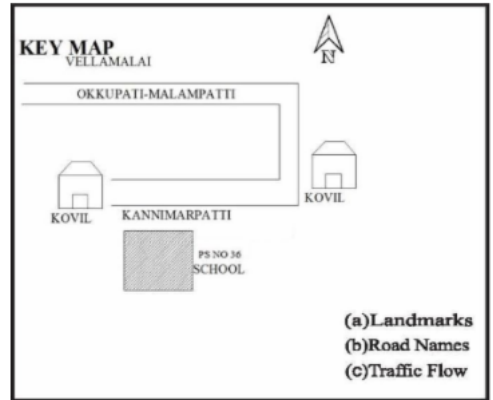 N
KEY MAP
VELLAMALAI
OKKUPATI-MALAMPATTI
KOVIL
KOVIL
KANNIMARPATTI
PS NO 36
SCHOOL
(a)Landmarks
(b)Road Names
(c)Traffic Flow